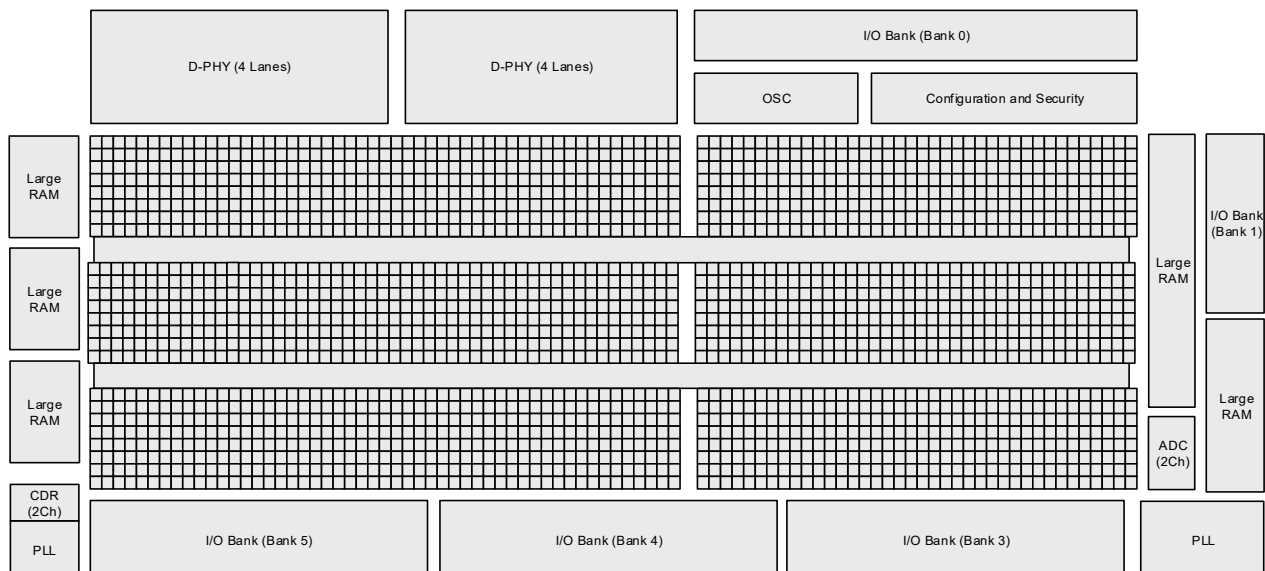 I/O Bank (Bank 0)
D-PHY (4 Lanes)
D-PHY (4 Lanes)
OSC
Configuration and Security
Large
RAM
I/O Bank
(Bank 1)
Large
RAM
Large
RAM
Large
RAM
Large
RAM
ADC
(2Ch)
CDR
(2Ch)
PLL
I/O Bank (Bank 5)
I/O Bank (Bank 4)
I/O Bank (Bank 3)
PLL